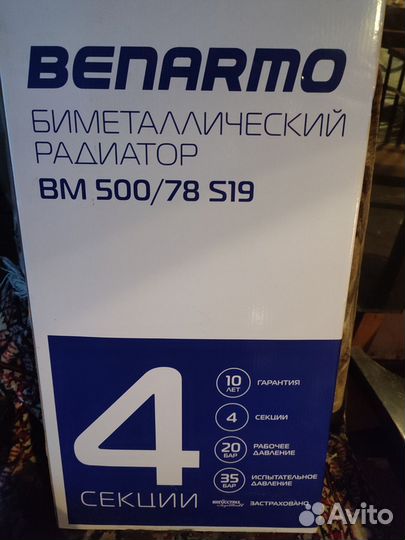 BENARMO
БИМЕТАЛЛИЧЕСКИЙ
РАДИАТОР
BM 500/78 S19
4
СЕКЦИИ
10
ЛЕТ
ГАРАНТИЯ
4
СЕКЦИИ
20
БАР
РАБОЧЕЕ
ДАВЛЕНИЕ
35
БАР
ИСПЫТАТЕЛЬНОЕ
ДАВЛЕНИЕ
ИНГОССТРАХ
ЗАСТРАХОВАНО
Avito